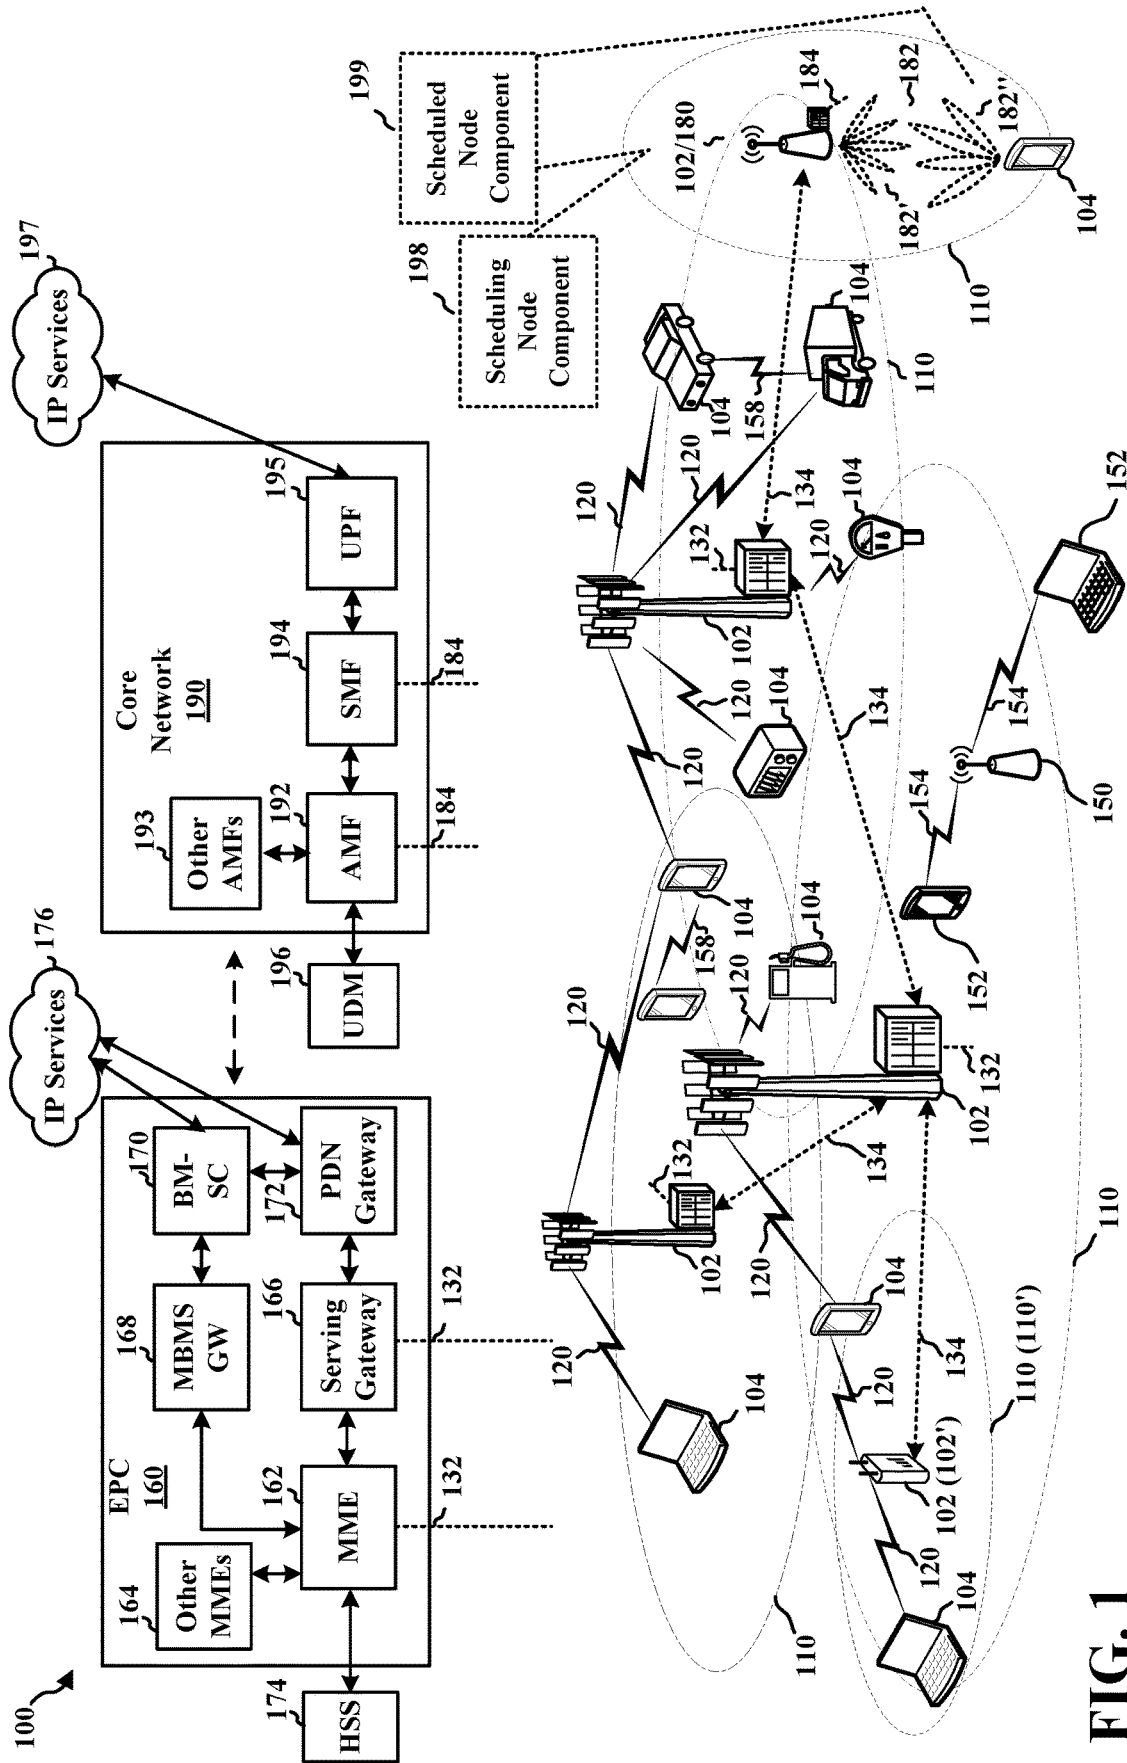 100
EPC
160
164
Other
MMEs
HSS
174
MME
162
132
MBMS
GW
168
Serving
Gateway
166
132
BM-
SC
170
PDN
Gateway
172
IP Services
176
Core
Network
190
UDM
196
Other
AMFs
193
AMF
192
184
SMF
194
184
UPF
195
IP Services
197
198
Scheduling
Node
Component
199
Scheduled
Node
Component
102/180
184
182
182'
182''
104
110
120
104
158
104
110
120
132
134
102
120
104
120
104
120
134
120
158
104
120
104
132
102
134
132
102
120
104
120
104
120
102 (102')
134
120
104
110
110 (110')
110
152
154
150
154
152
FIG. 1